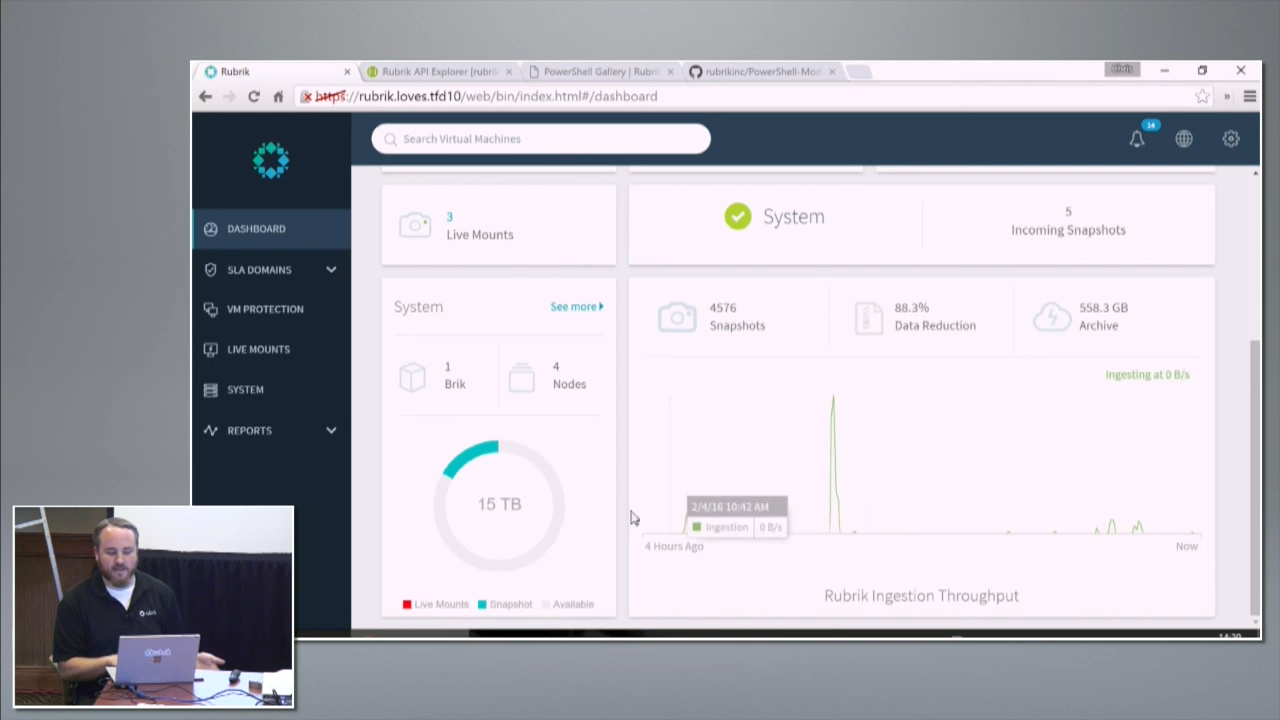 Rubrik
Rubrik API Explorer [rubrik
PowerShell Gallery | Rubri
rubrikinc/PowerShell-Mod
Chris
https://rubrik.loves.tfd10/web/bin/index.html#/dashboard
Search Virtual Machines
14
DASHBOARD
SLA DOMAINS
VM PROTECTION
LIVE MOUNTS
SYSTEM
REPORTS
3
Live Mounts
System
5
Incoming Snapshots
System
See more
1
Brik
4
Nodes
15 TB
Live Mounts
Snapshot
Available
4576
Snapshots
88.3%
Data Reduction
558.3 GB
Archive
Ingesting at 0 B/s
2/4/16 10:42 AM
Ingestion
0 B/s
4 Hours Ago
Now
Rubrik Ingestion Throughput
rubrik